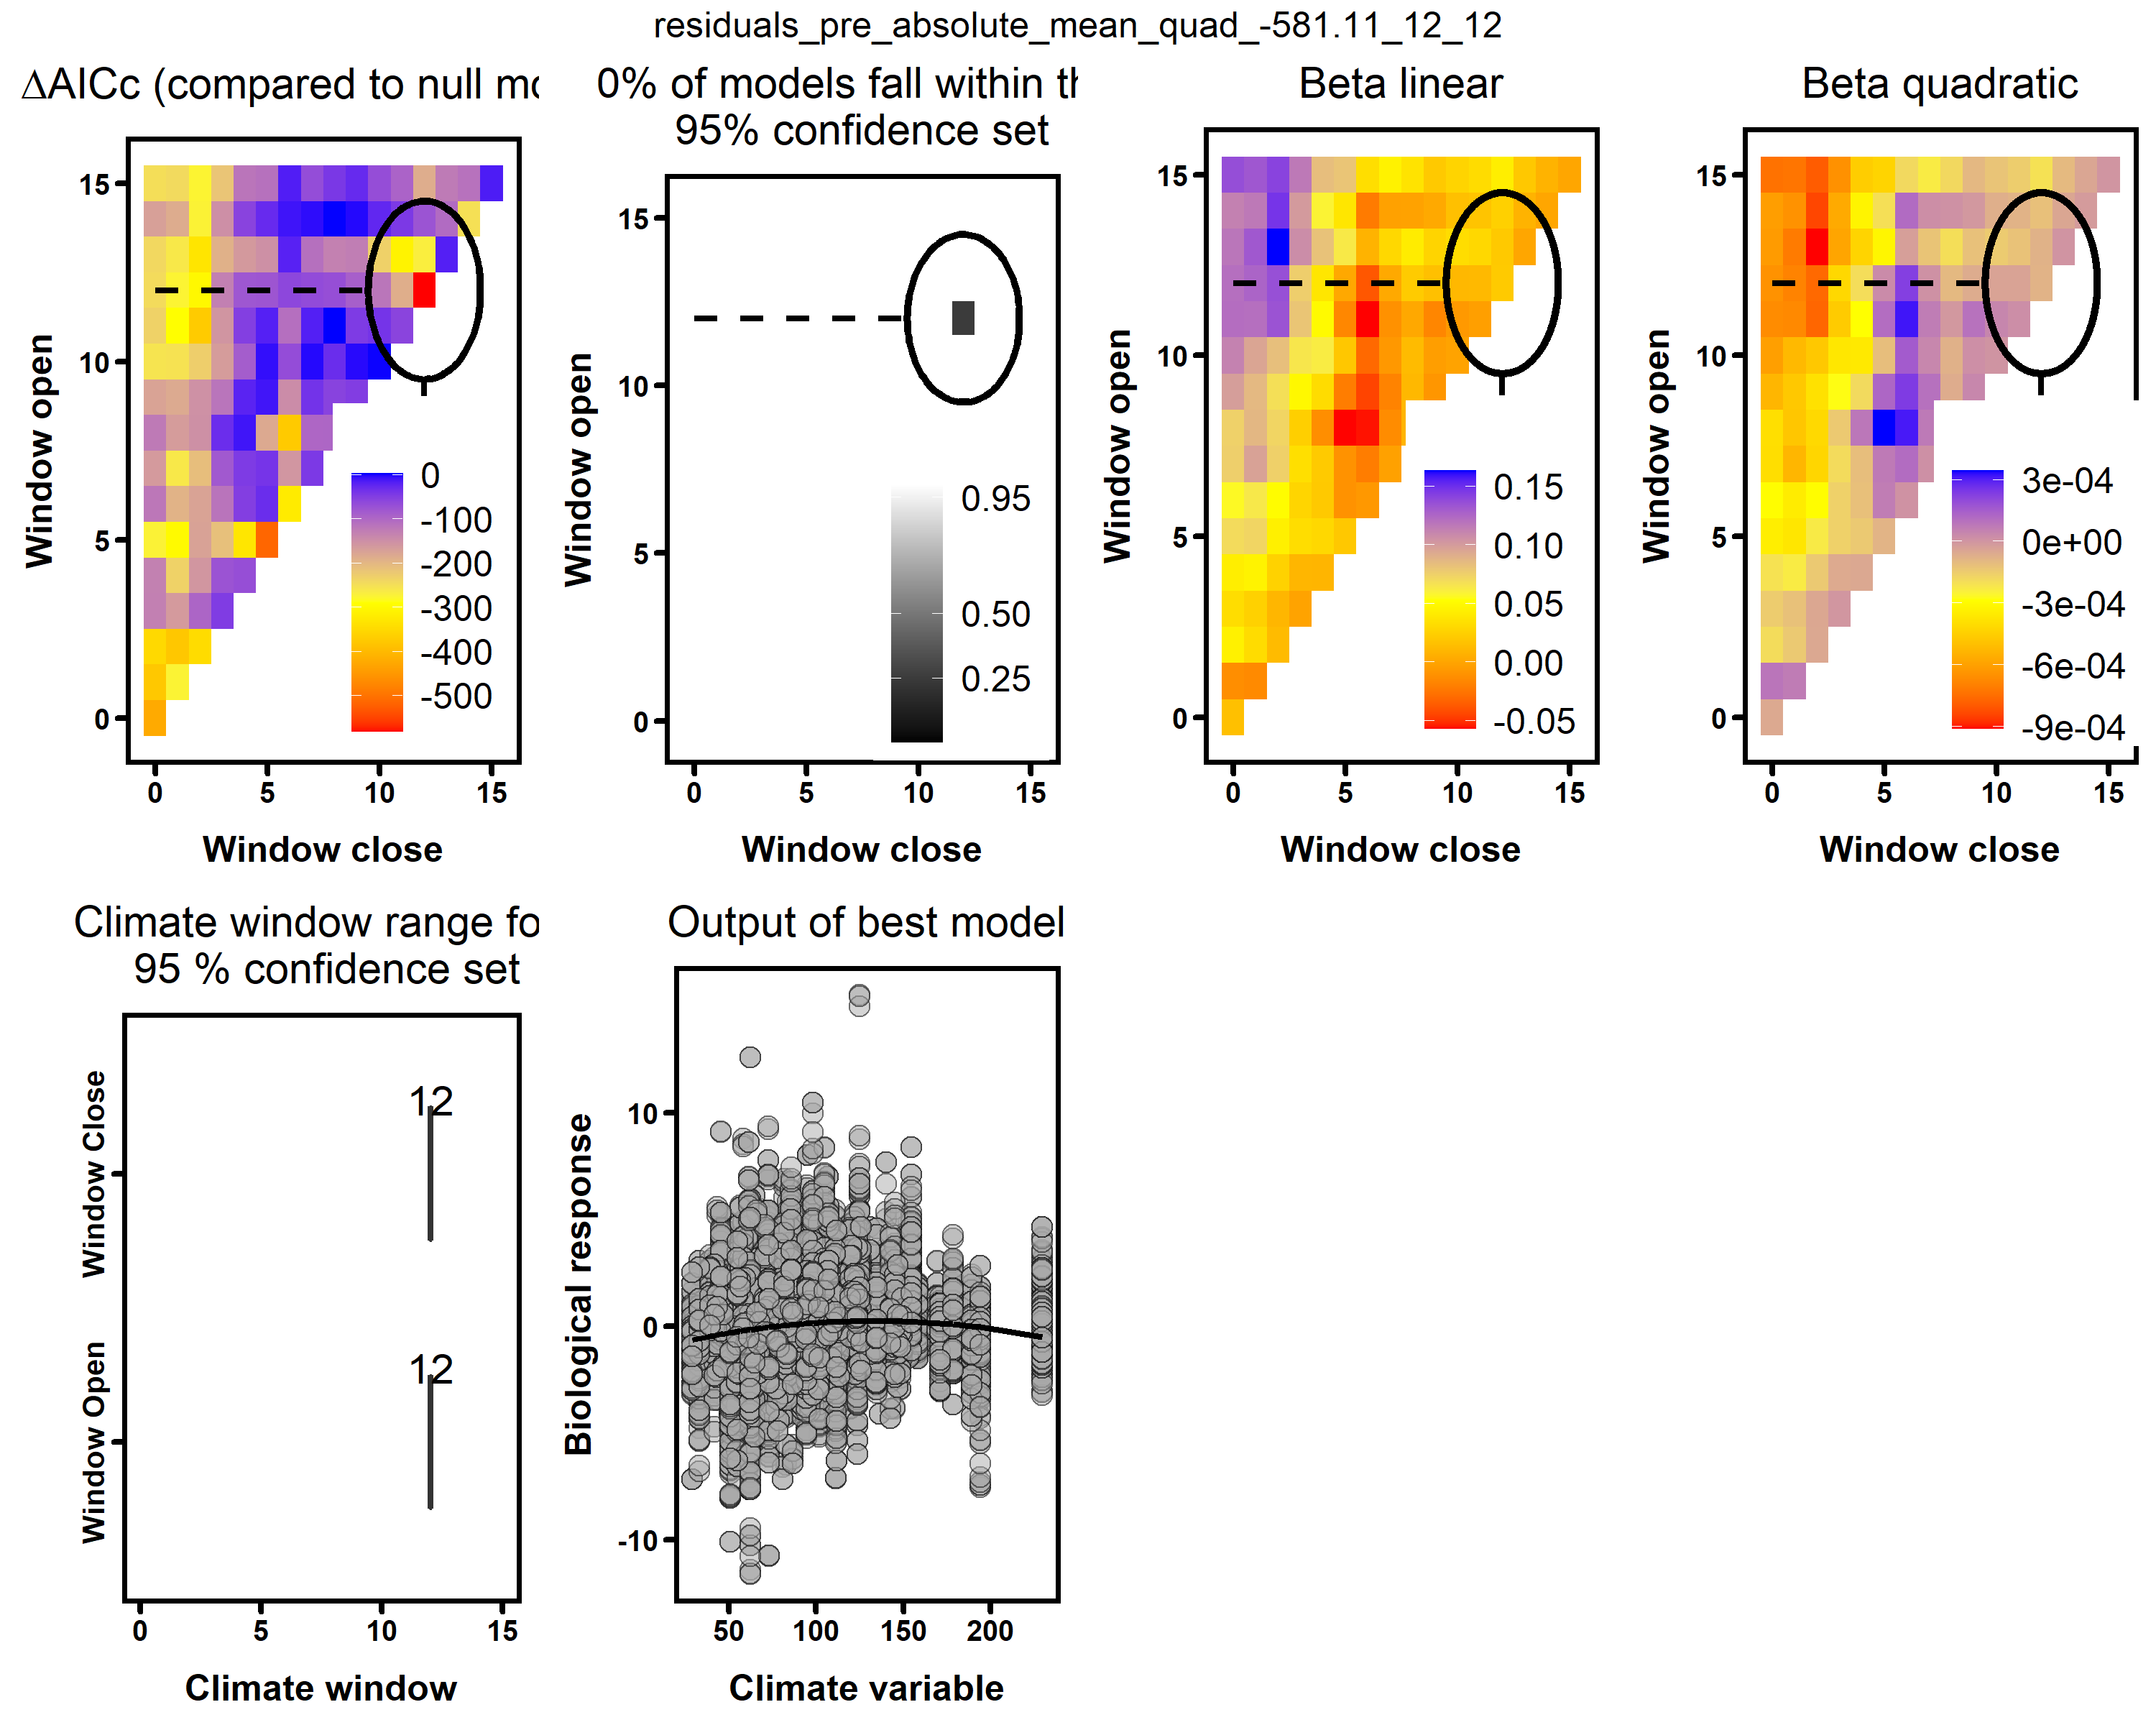 residuals_pre_absolute_mean_quad_-581.11_12_12
ΔAICc (compared to null mo
15
10
5
0
0
5
10
15
Window open
Window close
0
-100
-200
-300
-400
-500
0% of models fall within th
95% confidence set
15
10
5
0
0
5
10
15
Window open
Window close
0.95
0.50
0.25
Beta linear
15
10
5
0
0
5
10
15
Window open
Window close
0.15
0.10
0.05
0.00
-0.05
Beta quadratic
15
10
5
0
0
5
10
15
Window open
Window close
3e-04
0e+00
-3e-04
-6e-04
-9e-04
Climate window range fo
95 % confidence set
Window Close
Window Open
12
12
0
5
10
15
Climate window
Output of best model
10
0
-10
Biological response
50
100
150
200
Climate variable